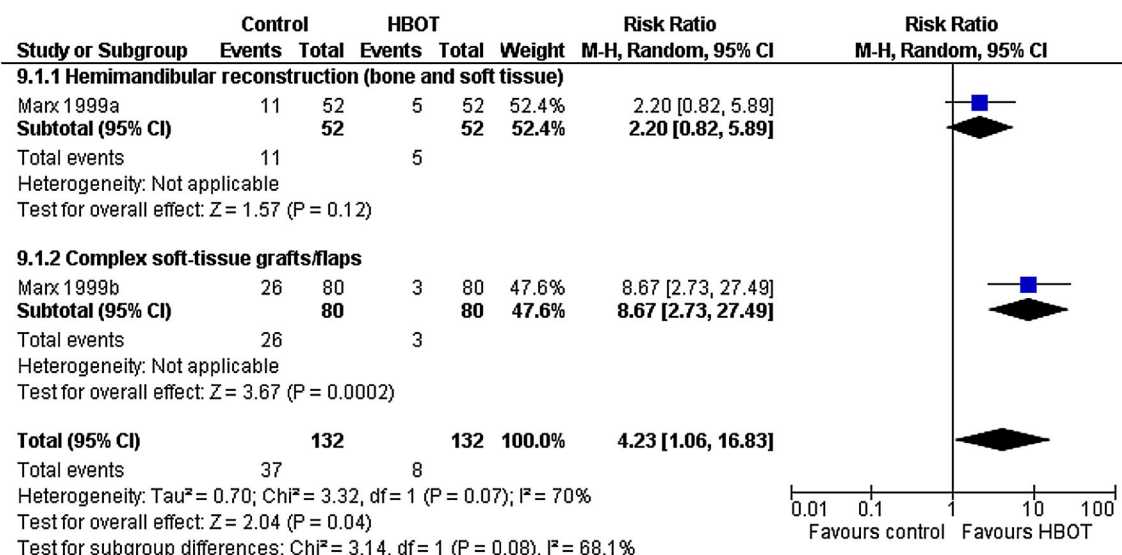 Control HBOT Risk Ratio Risk Ratio
Study or Subgroup Events Total Events Total Weight M-H, Random, 95% CI M-H, Random, 95% CI
9.1.1 Hemimandibular reconstruction (bone and soft tissue)
Marx 1999a 11 52 5 52 52.4% 2.20 [0.82, 5.89]
Subtotal (95% CI) 52 52 52.4% 2.20 [0.82, 5.89]
Total events 11 5
Heterogeneity: Not applicable
Test for overall effect: Z = 1.57 (P = 0.12)
9.1.2 Complex soft-tissue grafts/flaps
Marx 1999b 26 80 3 80 47.6% 8.67 [2.73, 27.49]
Subtotal (95% CI) 80 80 47.6% 8.67 [2.73, 27.49]
Total events 26 3
Heterogeneity: Not applicable
Test for overall effect: Z = 3.67 (P = 0.0002)
Total (95% CI) 132 132 100.0% 4.23 [1.06, 16.83]
Total events 37 8
Heterogeneity: Tau² = 0.70; Chi² = 3.32, df = 1 (P = 0.07); I² = 70%
Test for overall effect: Z = 2.04 (P = 0.04)
Test for subgroup differences: Chi² = 3.14, df = 1 (P = 0.08), I² = 68.1%
0.01 0.1 1 10 100
Favours control Favours HBOT